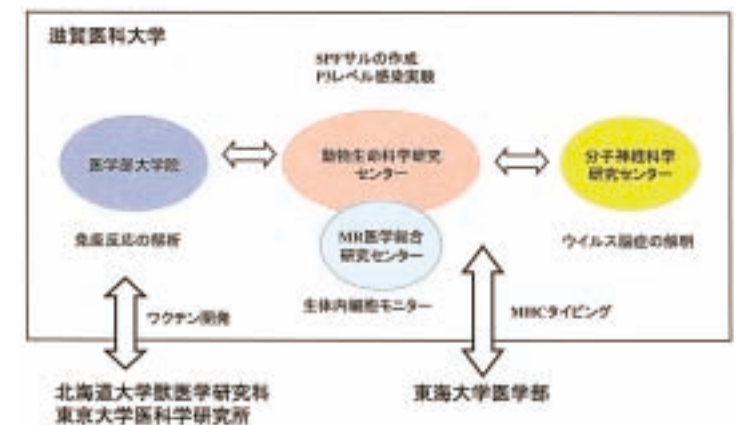 滋賀医科大学
SPFサルの作成
P3レベル感染実験
医学部大学院
動物生命科学研究
センター
分子神経科学
研究センター
MR医学総合
研究センター
免疫反応の解析
ウイルス脳症の解明
生体内細胞モニター
ワクチン開発
MHCタイピング
北海道大学獣医学研究科
東京大学医科学研究所
東海大学医学部